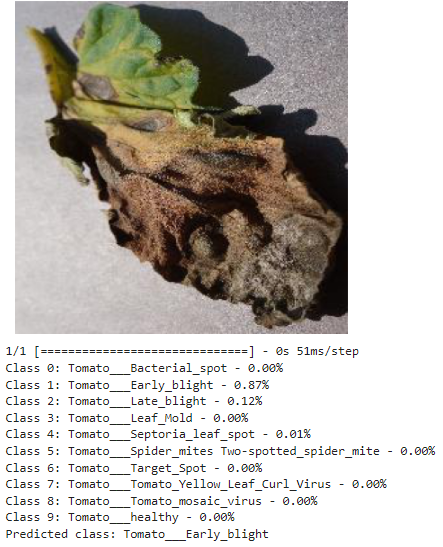 1/1 [==============================] - 0s 51ms/step
Class 0: Tomato___Bacterial_spot - 0.00%
Class 1: Tomato___Early_blight - 0.87%
Class 2: Tomato___Late_blight - 0.12%
Class 3: Tomato___Leaf_Mold - 0.00%
Class 4: Tomato___Septoria_leaf_spot - 0.01%
Class 5: Tomato___Spider_mites Two-spotted_spider_mite - 0.00%
Class 6: Tomato___Target_Spot - 0.00%
Class 7: Tomato___Tomato_Yellow_Leaf_Curl_Virus - 0.00%
Class 8: Tomato___Tomato_mosaic_virus - 0.00%
Class 9: Tomato___healthy - 0.00%
Predicted class: Tomato___Early_blight